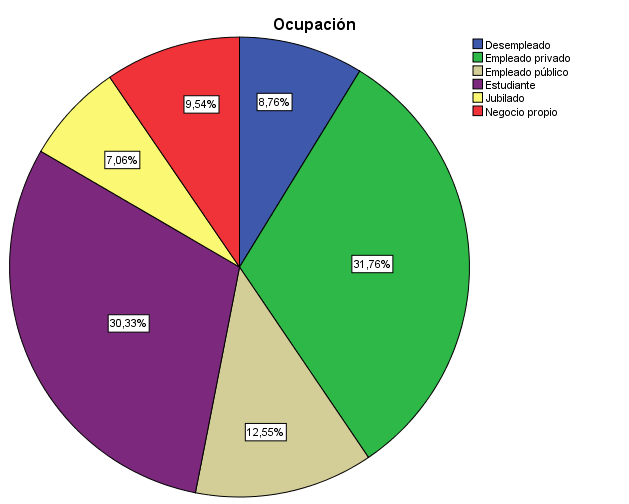 Ocupación
Desempleado
Empleado privado
Empleado público
Estudiante
Jubilado
Negocio propio
9,54%
8,76%
7,06%
31,76%
30,33%
12,55%